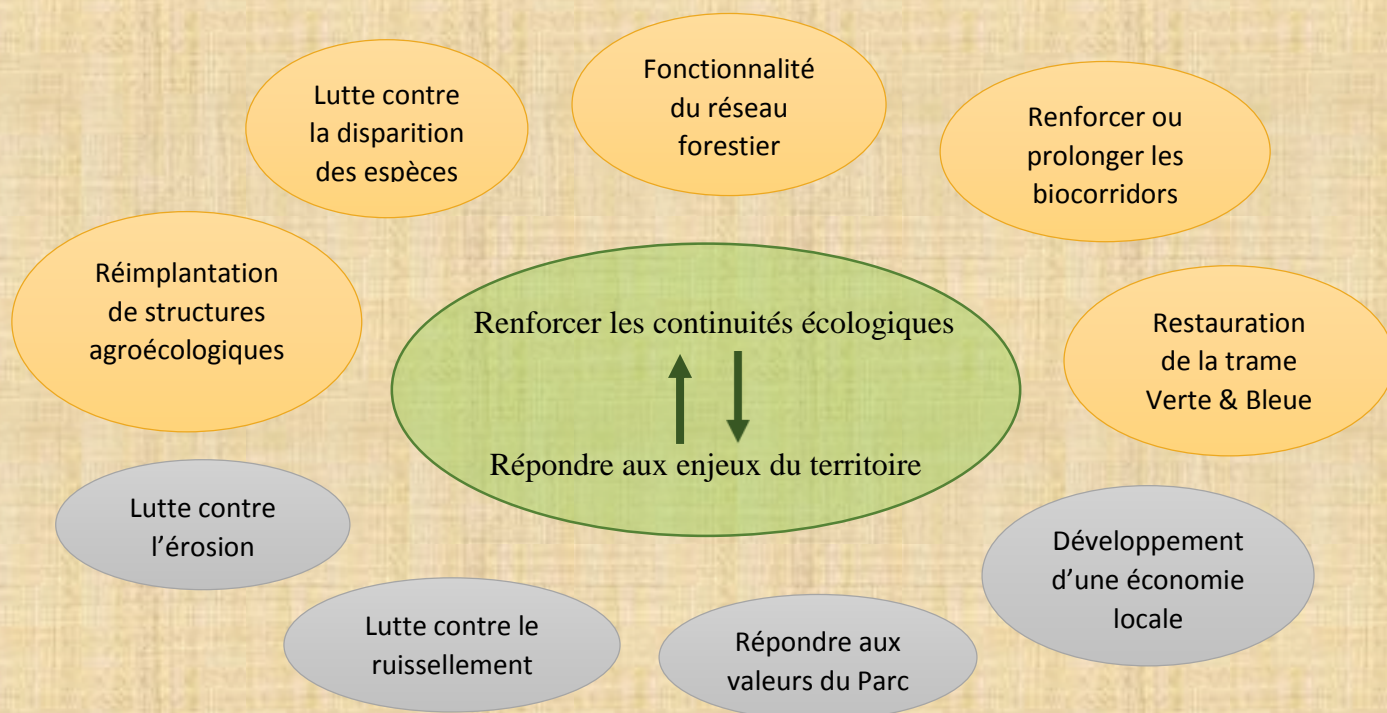 Fonctionnalité
du réseau
forestier
Lutte contre
la disparition
des espèces
Renforcer ou
prolonger les
biocorridors
Réimplantation
de structures
agroécologiques
Renforcer les continuités écologiques
Répondre aux enjeux du territoire
Restauration
de la trame
Verte & Bleue
Lutte contre
l’érosion
Développement
d’une économie
locale
Lutte contre le
ruissellement
Répondre aux
valeurs du Parc